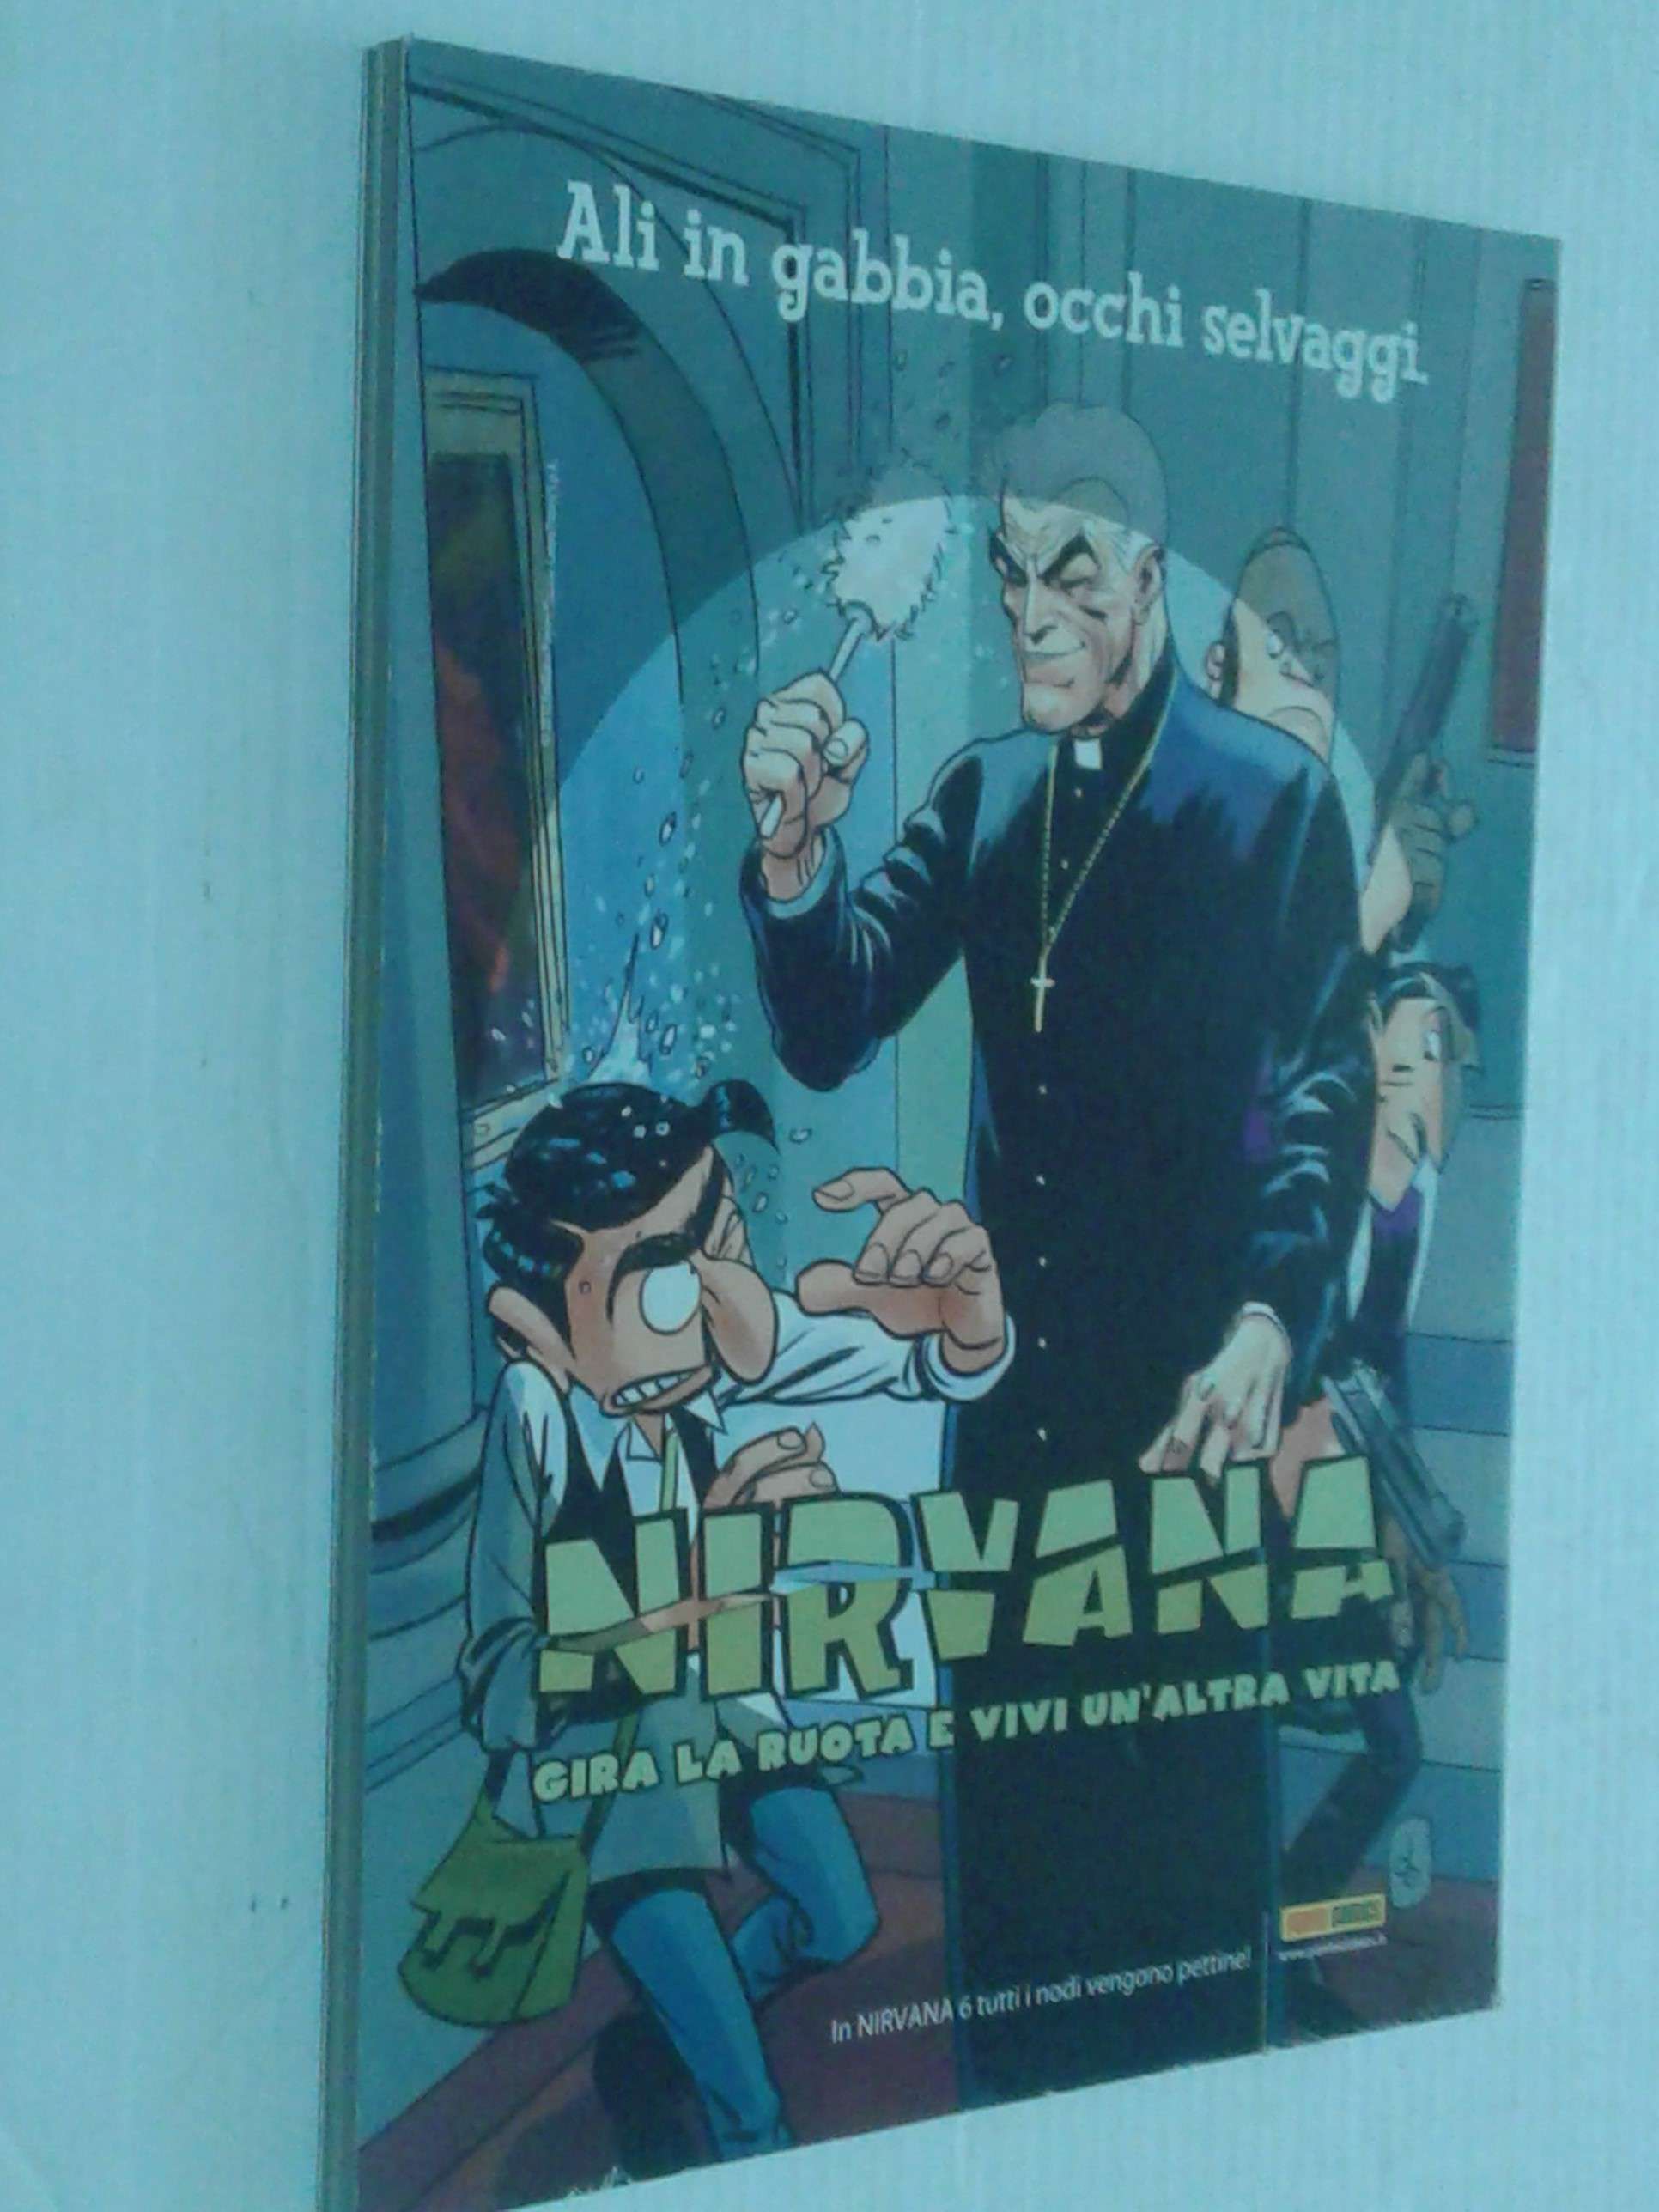 Ali in gabbia, occhi selvaggi.
NIRVANA
GIRA LA RUOTA E VIVI UN'ALTRA VITA
In NIRVANA 6 tutti i nodi vengono pettine!
COMICS